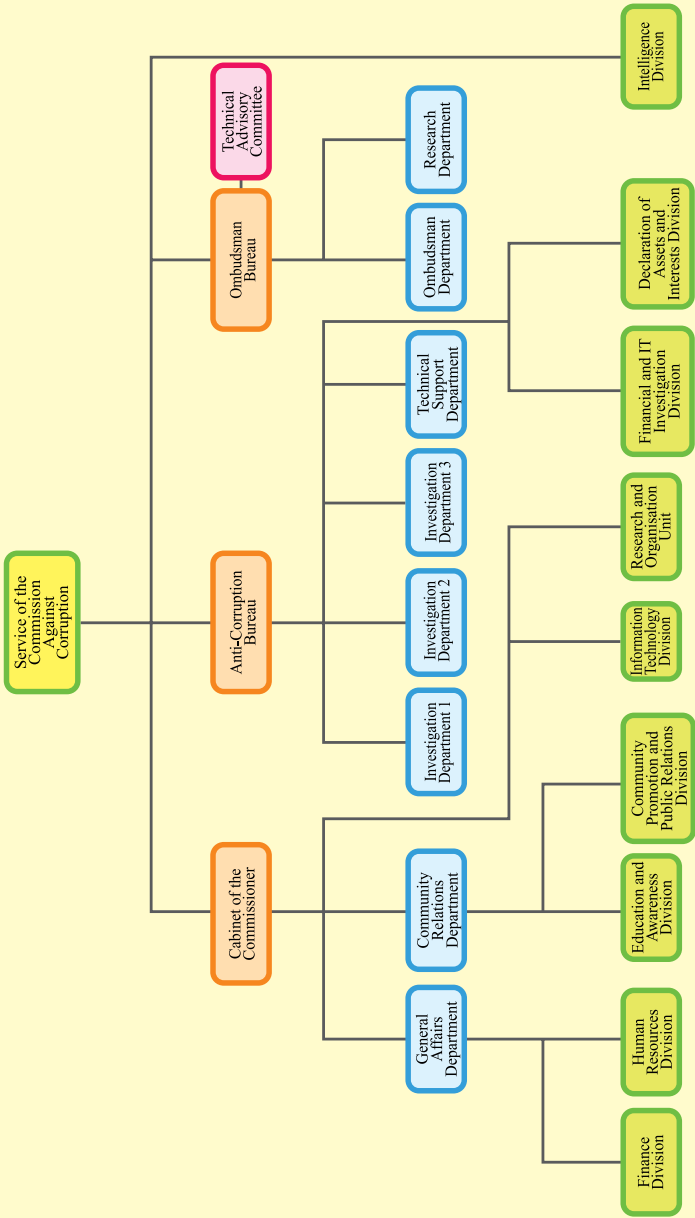 Service of the
Commission
Against
Corruption
Cabinet of the
Commissioner
Anti-Corruption
Bureau
Ombudsman
Bureau
Technical
Advisory
Committee
General
Affairs
Department
Community
Relations
Department
Investigation
Department 1
Investigation
Department 2
Investigation
Department 3
Technical
Support
Department
Ombudsman
Department
Research
Department
Finance
Division
Human
Resources
Division
Education and
Awareness
Division
Community
Promotion and
Public Relations
Division
Information
Technology
Division
Research and
Organisation
Unit
Financial and IT
Investigation
Division
Declaration of
Assets and
Interests Division
Intelligence
Division